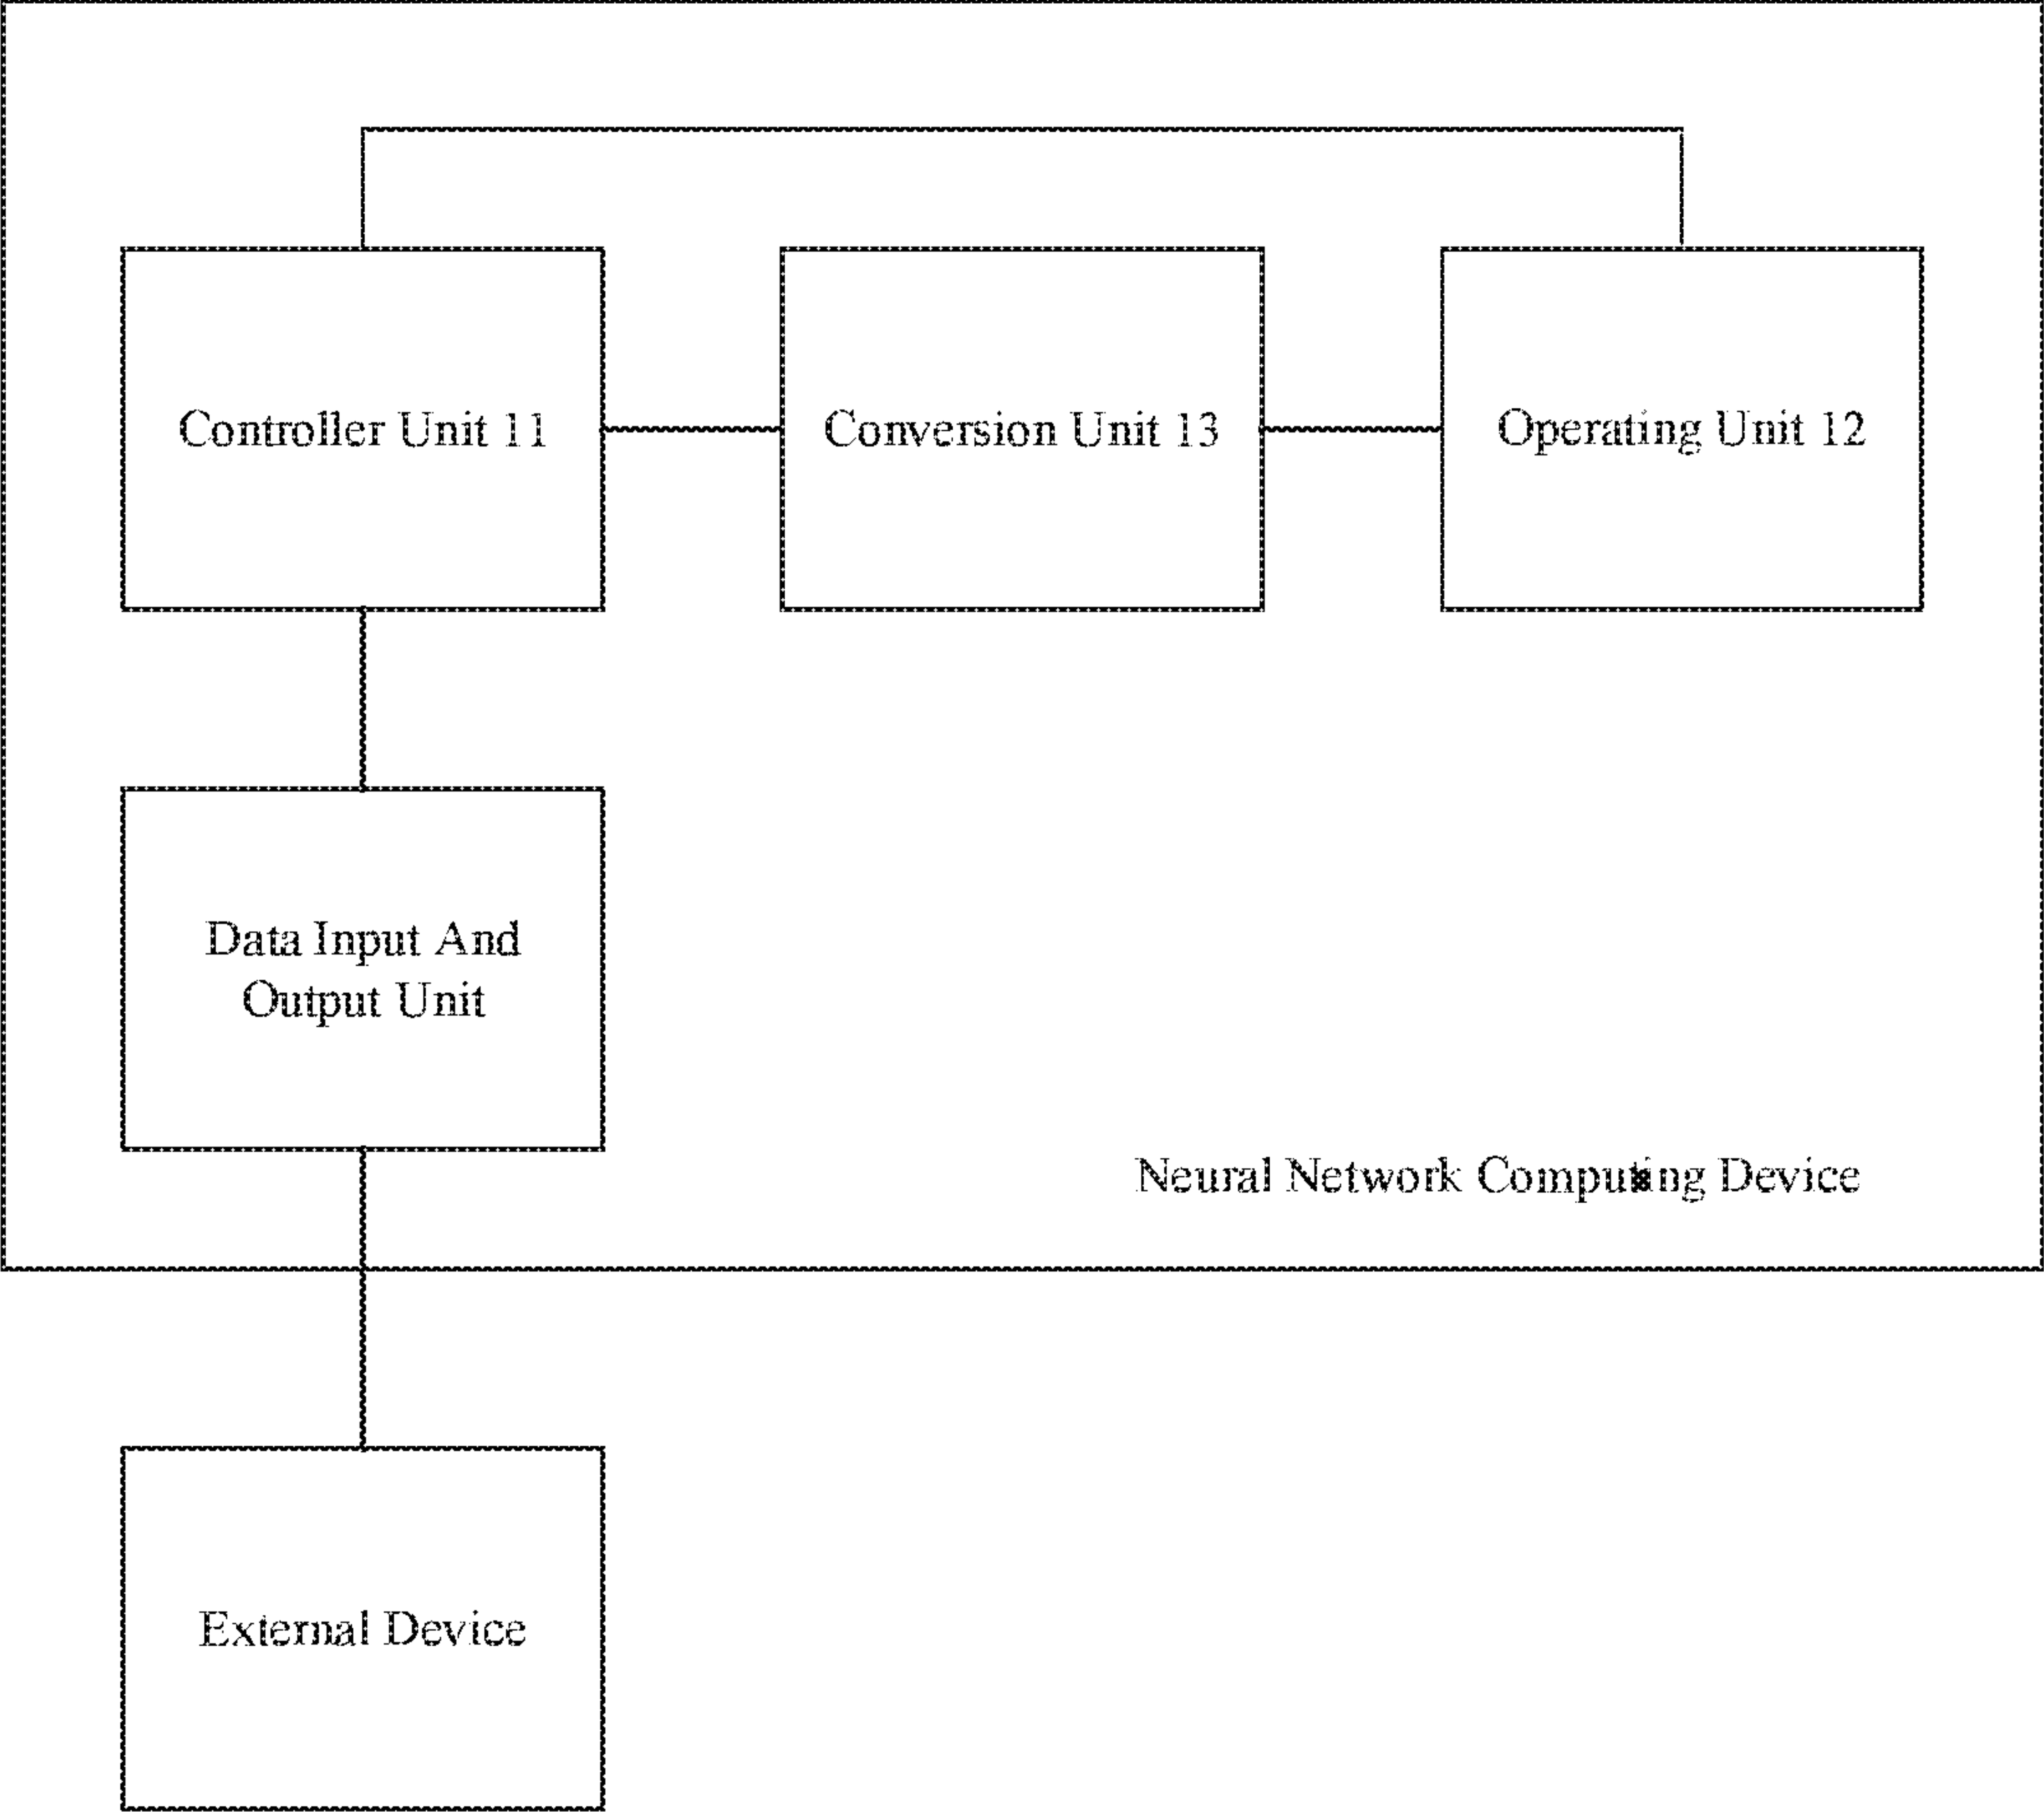 Controller Unit 11
Conversion Unit 13
Operating Unit 12
Data Input And
Output Unit
Neural Network Computing Device
External Device